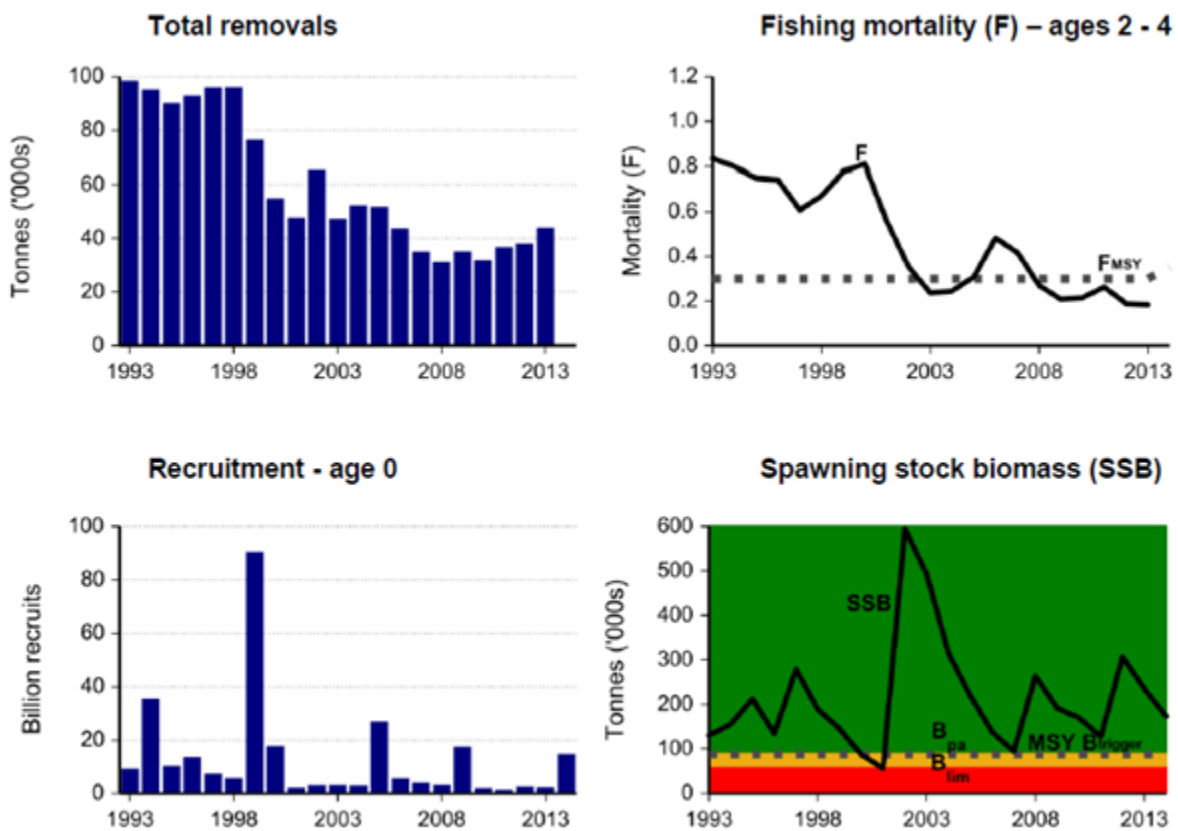 Total removals
Tonnes ('000s)
100
80
60
40
20
0
1993 1998 2003 2008 2013
Fishing mortality (F) – ages 2 - 4
Mortality (F)
1.2
1.0
0.8
0.6
0.4
0.2
0.0
F
FMSY
1993 1998 2003 2008 2013
Recruitment - age 0
Billion recruits
100
80
60
40
20
0
1993 1998 2003 2008 2013
Spawning stock biomass (SSB)
Tonnes ('000s)
600
500
400
300
200
100
0
SSB
Bpa
MSY Btrigger
Blim
1993 1998 2003 2008 2013